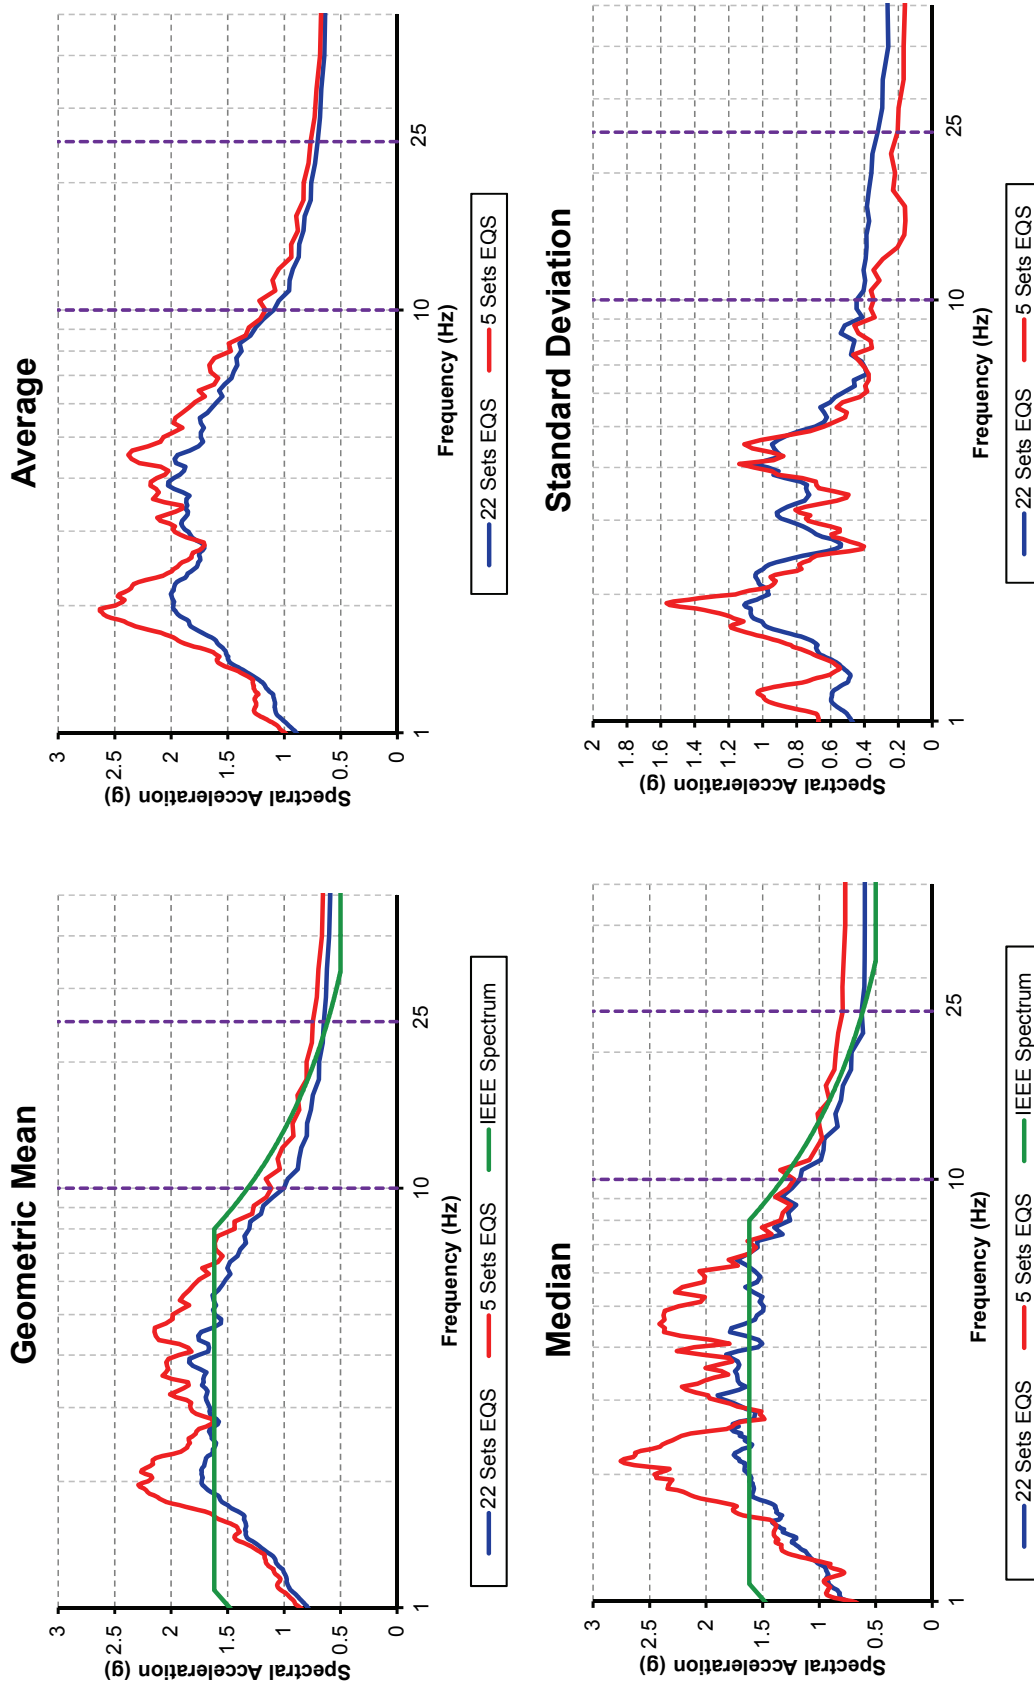 Geometric Mean
3
2.5
2
1.5
1
0.5
0
Spectral Acceleration (g)
1
10
25
Frequency (Hz)
22 Sets EQS
5 Sets EQS
IEEE Spectrum
Average
3
2.5
2
1.5
1
0.5
0
Spectral Acceleration (g)
1
10
25
Frequency (Hz)
22 Sets EQS
5 Sets EQS
Median
3
2.5
2
1.5
1
0.5
0
Spectral Acceleration (g)
1
10
25
Frequency (Hz)
22 Sets EQS
5 Sets EQS
IEEE Spectrum
Standard Deviation
2
1.8
1.6
1.4
1.2
1
0.8
0.6
0.4
0.2
0
Spectral Acceleration (g)
1
10
25
Frequency (Hz)
22 Sets EQS
5 Sets EQS